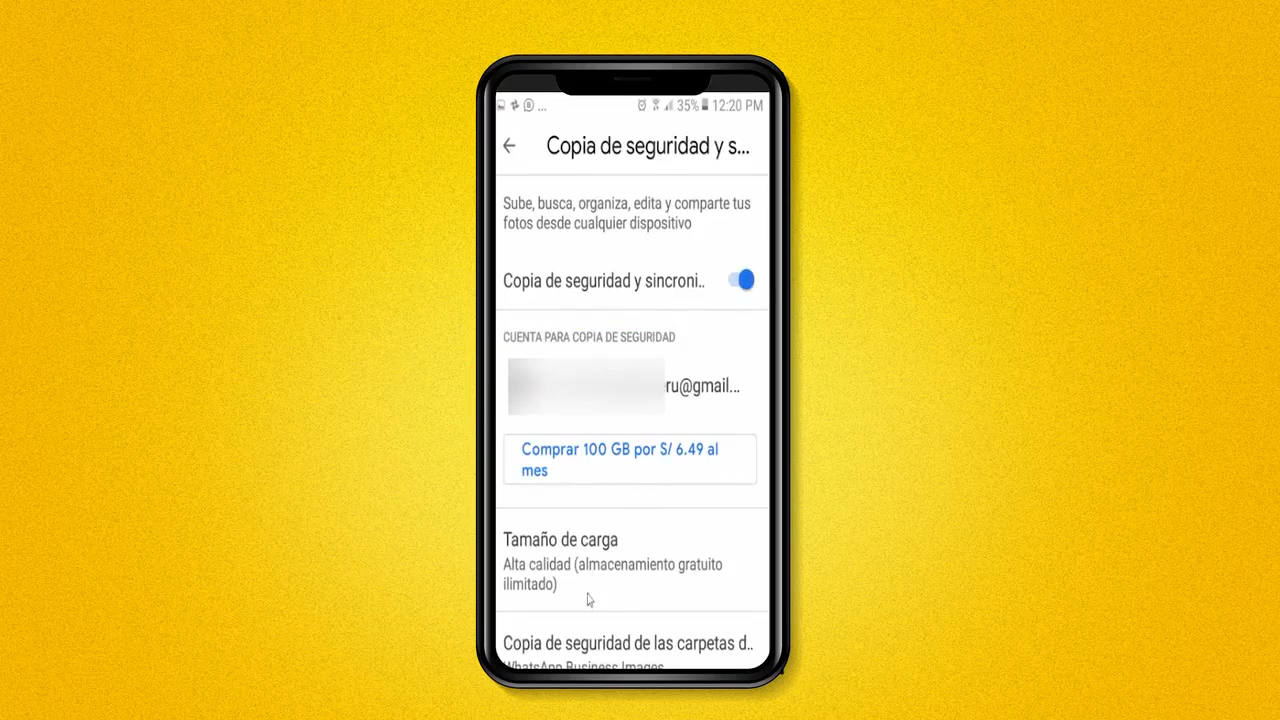 ... 35% 12:20 PM
Copia de seguridad y s...
Sube, busca, organiza, edita y comparte tus
fotos desde cualquier dispositivo
Copia de seguridad y sincroni..
CUENTA PARA COPIA DE SEGURIDAD
ru@gmail...
Comprar 100 GB por S/ 6.49 al
mes
Tamaño de carga
Alta calidad (almacenamiento gratuito
ilimitado)
Copia de seguridad de las carpetas d..
WhatsApp Business Images